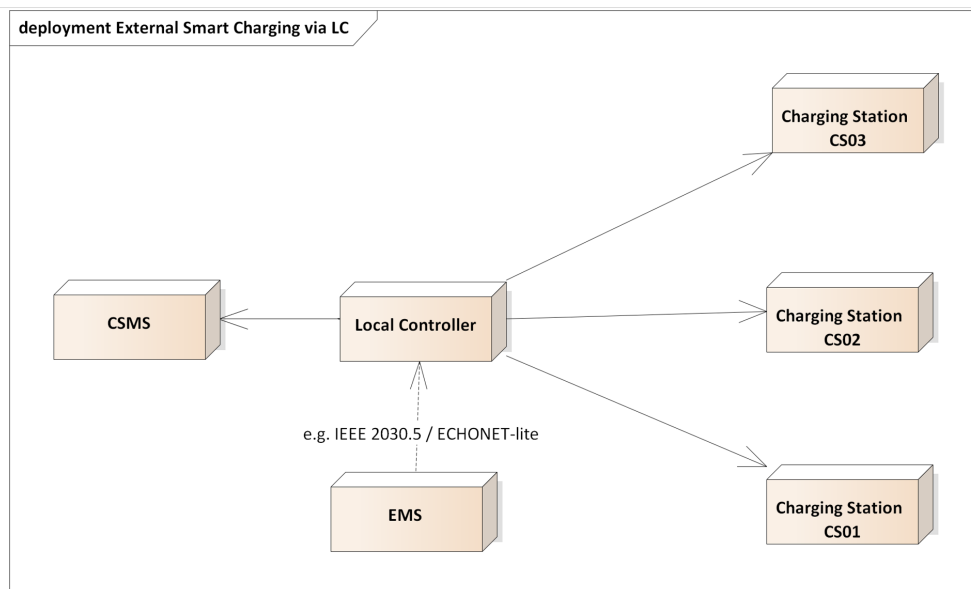 deployment External Smart Charging via LC
Charging Station
CS03
CSMS
Local Controller
Charging Station
CS02
e.g. IEEE 2030.5 / ECHONET-lite
EMS
Charging Station
CS01